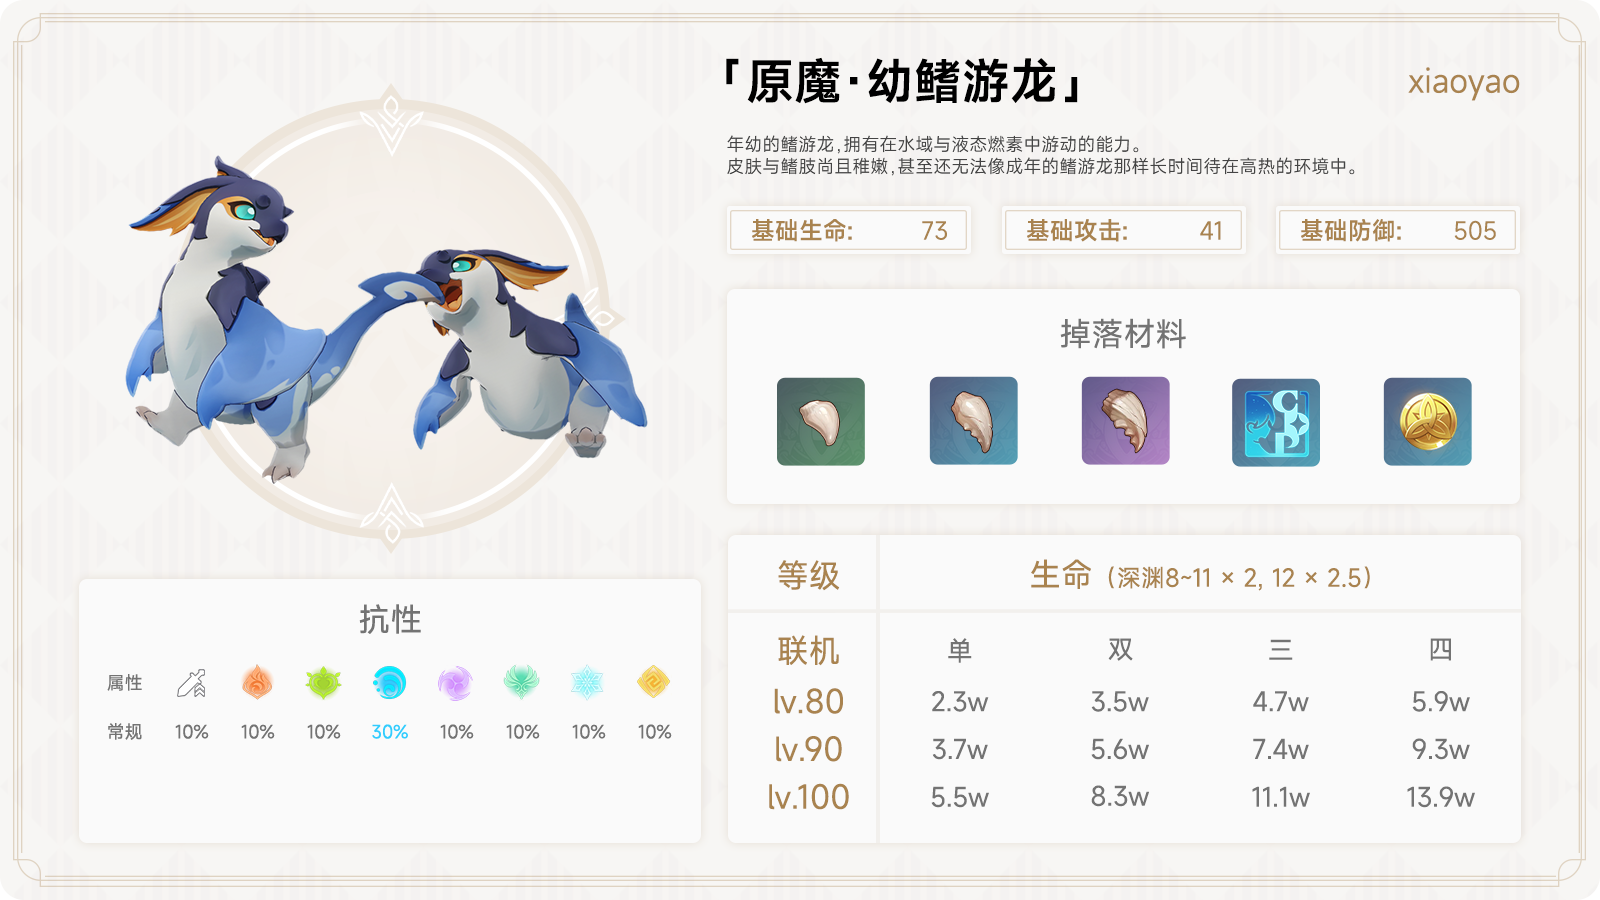 「原魔·幼鳍游龙」
xiaoyao
年幼的鳍游龙,拥有在水域与液态燃素中游动的能力。
皮肤与鳍肢尚且稚嫩,甚至还无法像成年的鳍游龙那样长时间待在高热的环境中。
基础生命: 73
基础攻击: 41
基础防御: 505
掉落材料
抗性
属性
常规 10% 10% 10% 30% 10% 10% 10% 10%
等级 生命（深渊8~11 × 2, 12 × 2.5）
联机 单 双 三 四
lv.80 2.3w 3.5w 4.7w 5.9w
lv.90 3.7w 5.6w 7.4w 9.3w
lv.100 5.5w 8.3w 11.1w 13.9w